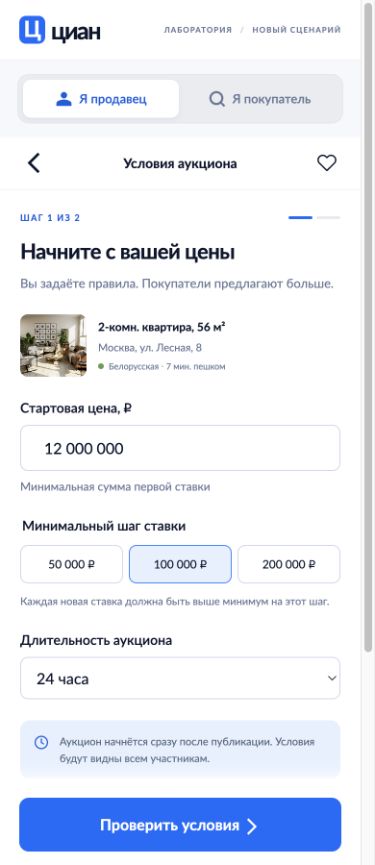 Ц циан
ЛАБОРАТОРИЯ / НОВЫЙ СЦЕНАРИЙ
Я продавец
Я покупатель
Условия аукциона
ШАГ 1 ИЗ 2
Начните с вашей цены
Вы задаёте правила. Покупатели предлагают больше.
2-комн. квартира, 56 м²
Москва, ул. Лесная, 8
Белорусская · 7 мин. пешком
Стартовая цена, ₽
12 000 000
Минимальная сумма первой ставки
Минимальный шаг ставки
50 000 ₽
100 000 ₽
200 000 ₽
Каждая новая ставка должна быть выше минимум на этот шаг.
Длительность аукциона
24 часа
Аукцион начнётся сразу после публикации. Условия
будут видны всем участникам.
Проверить условия